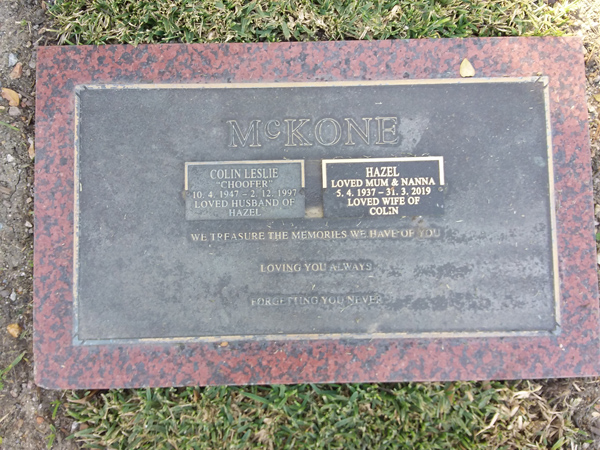 McKONE
COLIN LESLIE
"CHOOFER"
10. 4. 1947 – 2. 12. 1997
LOVED HUSBAND OF
HAZEL
HAZEL
LOVED MUM & NANNA
5. 4. 1937 – 31. 3. 2019
LOVED WIFE OF
COLIN
WE TREASURE THE MEMORIES WE HAVE OF YOU
LOVING YOU ALWAYS
FORGETTING YOU NEVER